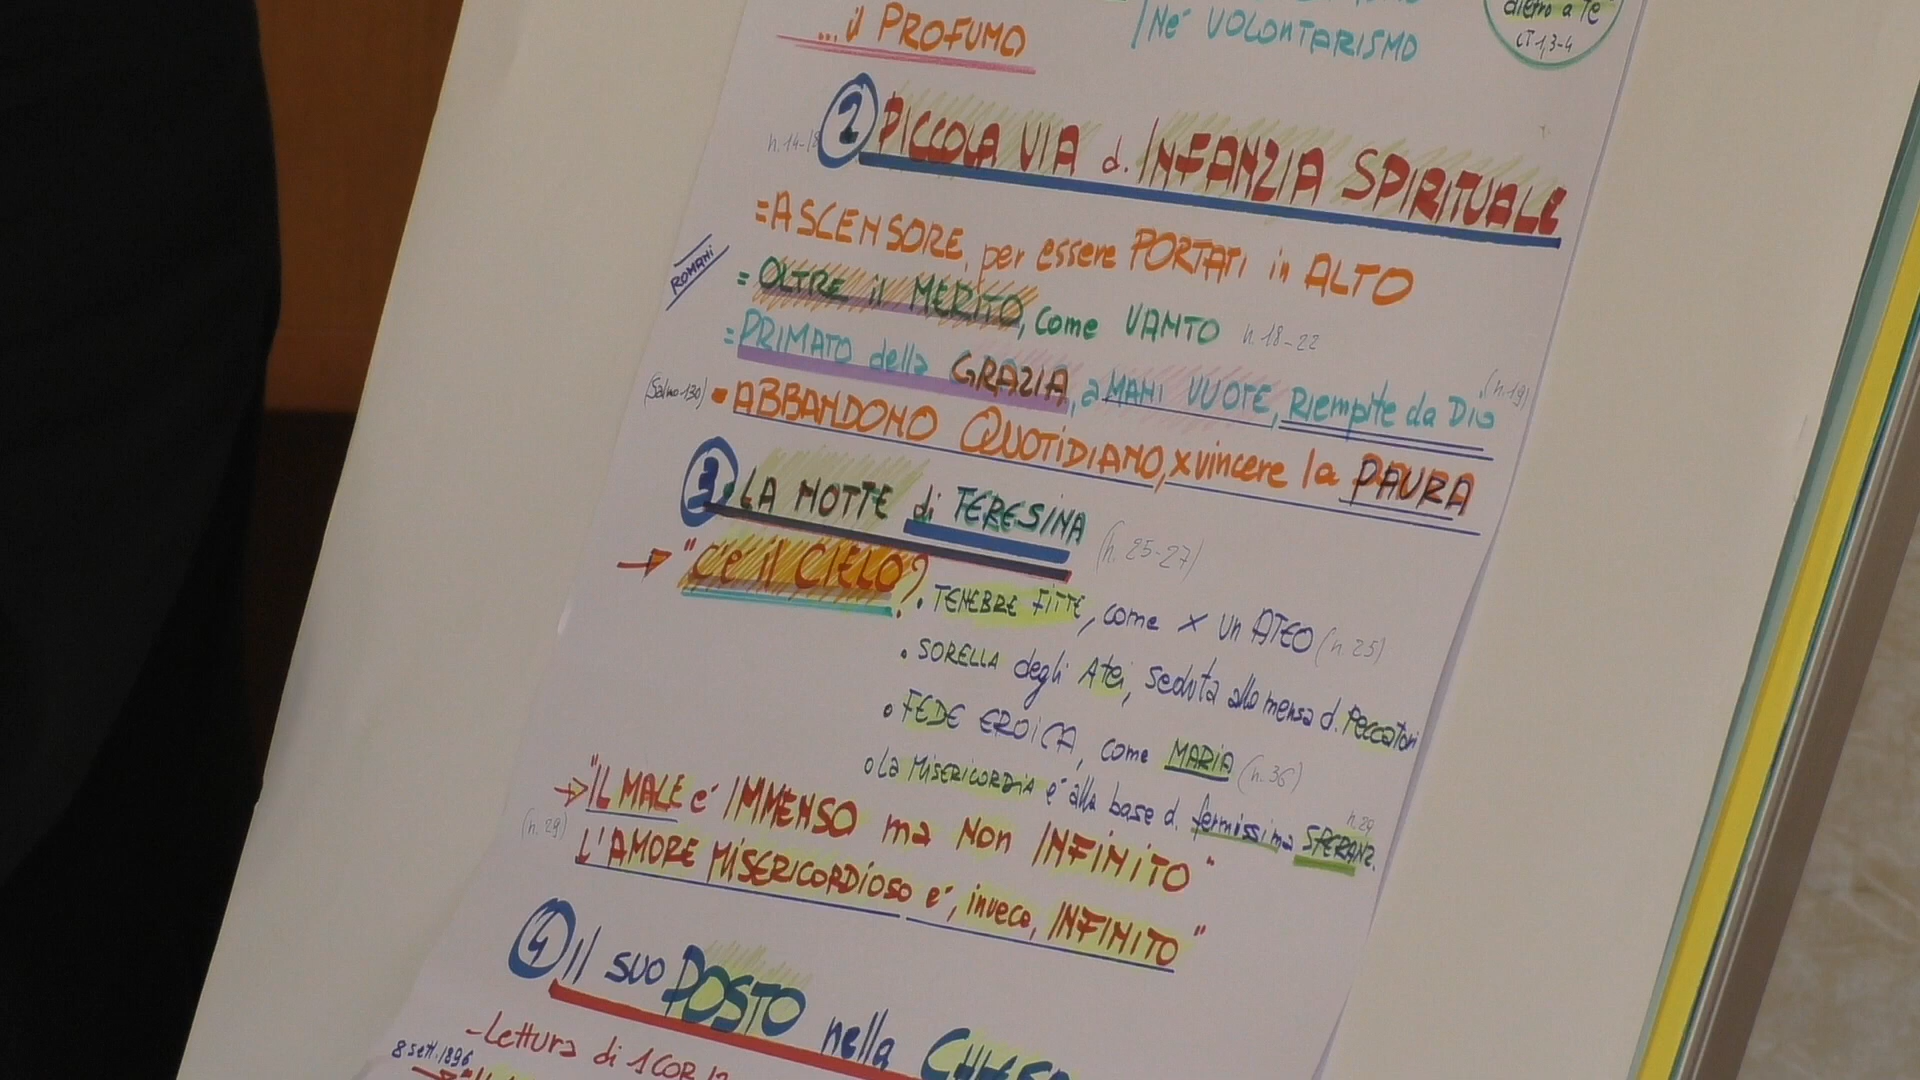 ... il PROFUMO
/Né VOLONTARISMO
dietro a Te
CT 1,3-4
n. 14-18
2 PICCOLA VIA d. INFANZIA SPIRITUALE
= ASCENSORE, per essere PORTATI in ALTO
ROMANI
= OLTRE il MERITO, come VANTO n. 18-22
= PRIMATO della GRAZIA, a MANI VUOTE, Riempite da Dio (n. 19)
(Salmo 130) • ABBANDONO QUOTIDIANO, x vincere la PAURA
3. LA NOTTE di TERESINA (n. 25-27)
→ "C'è il CIELO?
• TENEBRE FITTE, come x un ATEO (n. 25)
• SORELLA degli Atei, seduta alla mensa d. Peccatori
• FEDE EROICA, come MARIA (n. 36)
o La MISERICORDIA è alla base d. fermissima SPERANZ. n. 29
→ "IL MALE e' IMMENSO ma Non INFINITO"
(n. 29)
L'AMORE MISERICORDIOSO e', invece, INFINITO"
4 Il suo POSTO nella
- Lettura di 1 COR 12
8 sett. 1896